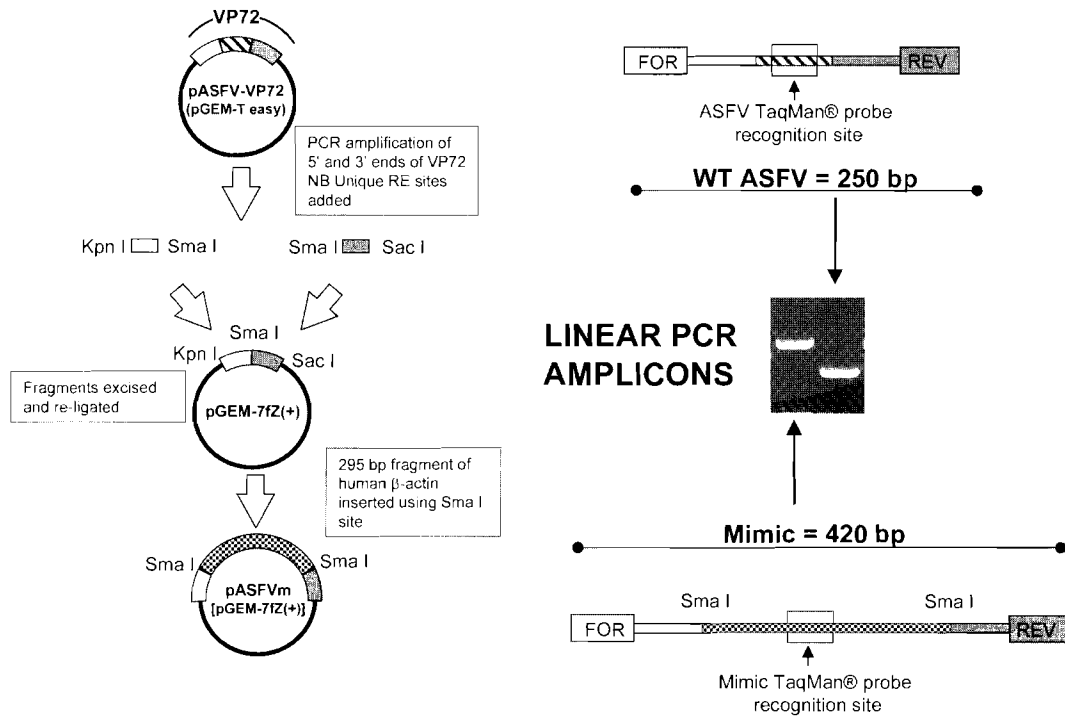 VP72
pASFV-VP72
(pGEM-T easy)
PCR amplification of
5' and 3' ends of VP72
NB Unique RE sites
added
Kpn I Sma I
Sma I Sac I
Sma I
Kpn I
Sac I
pGEM-7fZ(+)
Fragments excised
and re-ligated
295 bp fragment of
human β-actin
inserted using Sma I
site
Sma I
Sma I
pASFVm
{pGEM-7fZ(+)}
FOR
REV
ASFV TaqMan® probe
recognition site
WT ASFV = 250 bp
LINEAR PCR
AMPLICONS
Mimic = 420 bp
Sma I
Sma I
FOR
REV
Mimic TaqMan® probe
recognition site